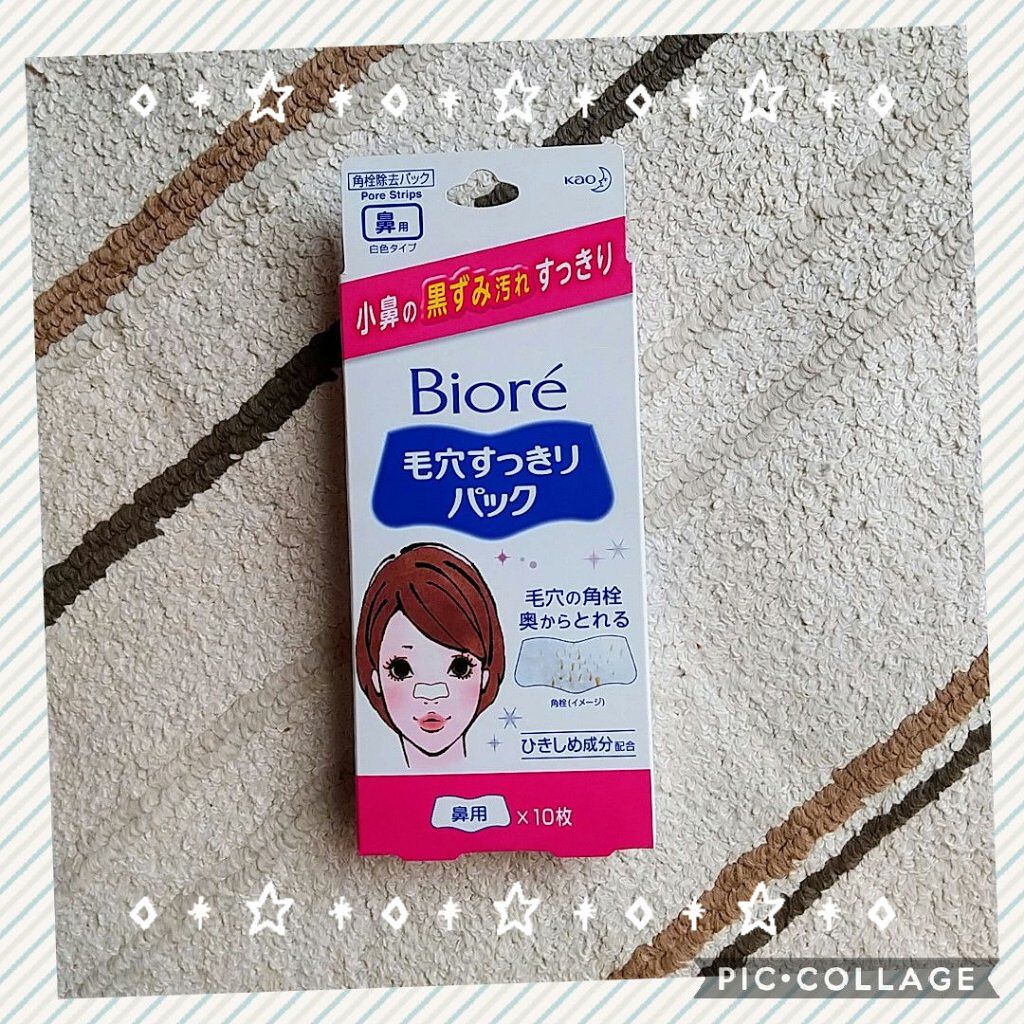 角栓除去パック
Pore Strips
鼻用
白色タイプ
Kao
小鼻の黒ずみ汚れすっきり
Bioré
毛穴すっきり
パック
毛穴の角栓
奥からとれる
角栓(イメージ)
ひきしめ成分配合
鼻用 ×10枚
PIC•COLLAGE